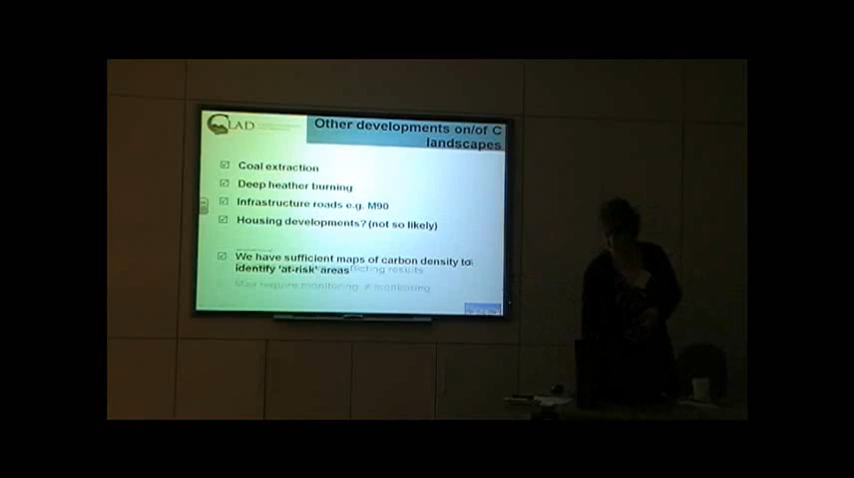 CLAD
Other developments on/of C
landscapes
Coal extraction
Deep heather burning
Infrastructure roads e.g. M90
Housing developments? (not so likely)
We have sufficient maps of carbon density to
identify 'at-risk' areas